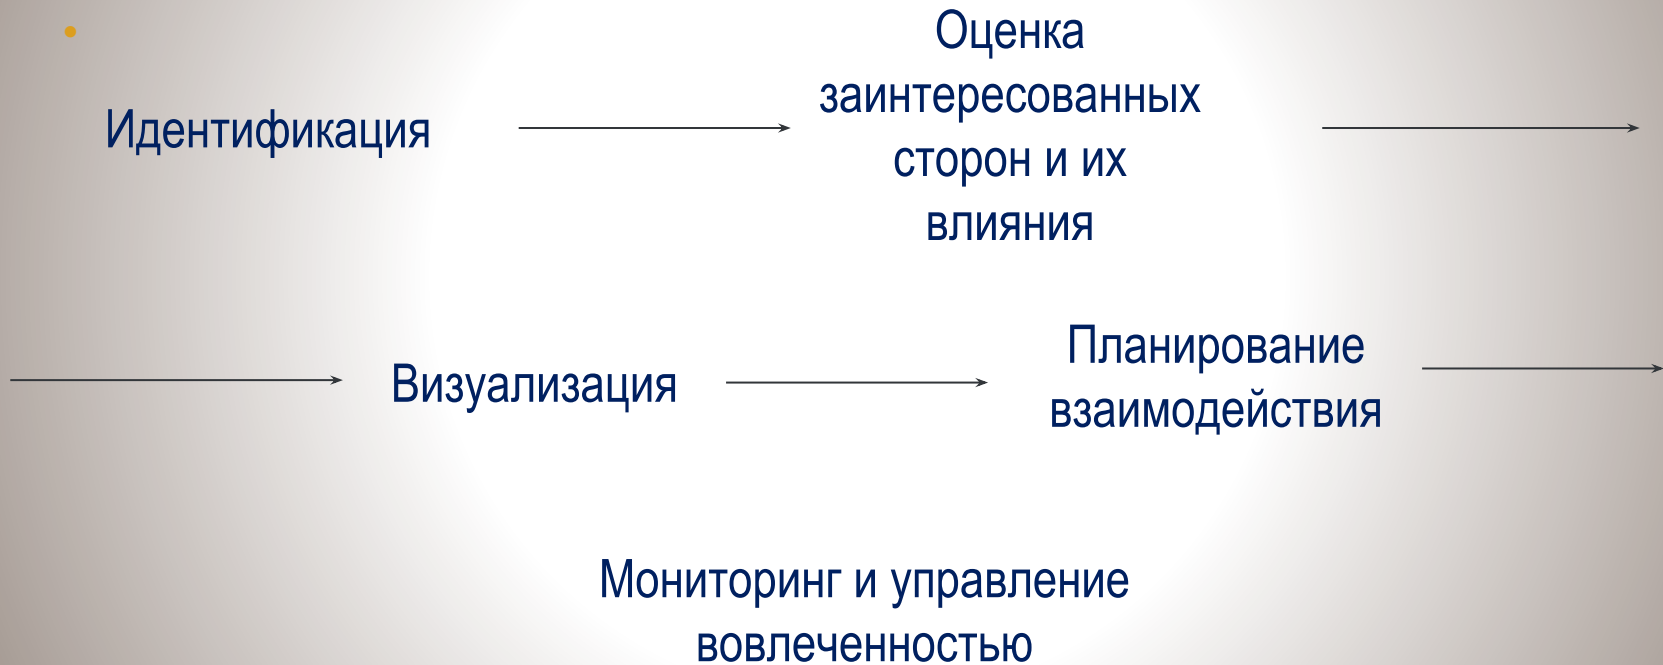 Идентификация
Оценка
заинтересованных
сторон и их
влияния
Визуализация
Планирование
взаимодействия
Мониторинг и управление
вовлеченностью